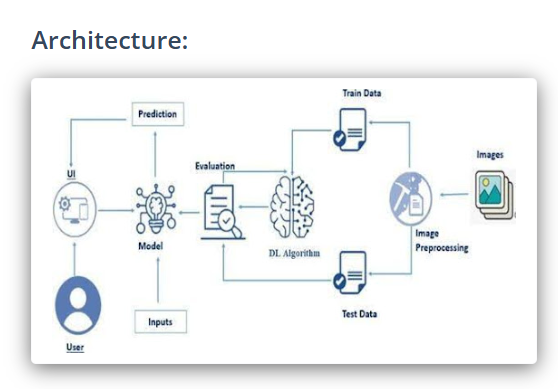 Architecture:
Train Data
Prediction
Images
Evaluation
UI
Model
DL Algorithm
Image
Preprocessing
Inputs
Test Data
User